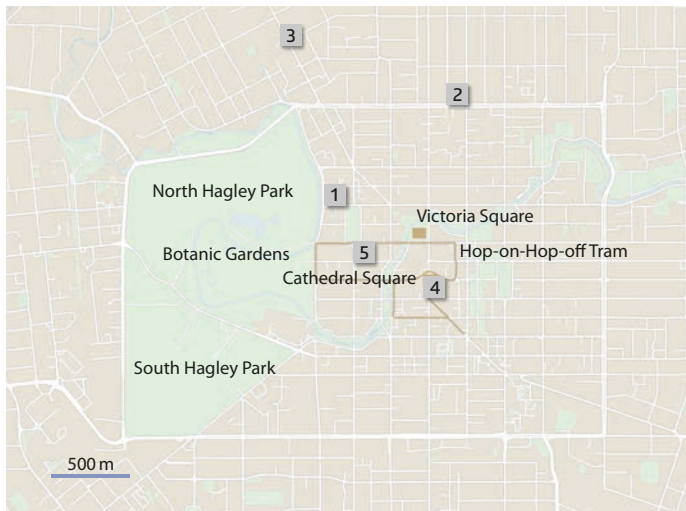 3
2
North Hagley Park
1
Victoria Square
Botanic Gardens
5
Hop-on-Hop-off Tram
Cathedral Square
4
South Hagley Park
500 m